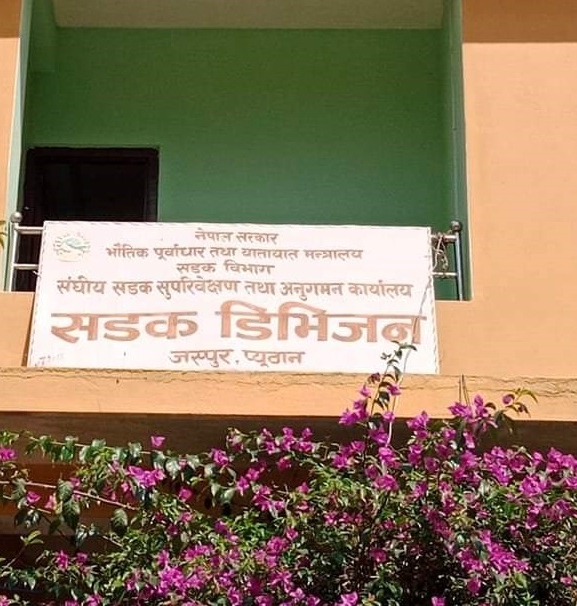 नेपाल सरकार
भौतिक पूर्वाधार तथा यातायात मन्त्रालय
सडक विभाग
संघीय सडक सुपरिवेक्षण तथा अनुगमन कार्यालय
सडक डिभिजन
जस्पुर, प्यूठान